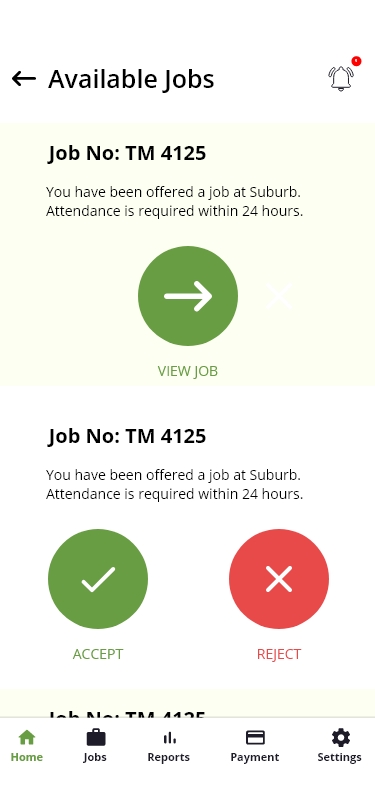 Available Jobs
Job No: TM 4125
You have been offered a job at Suburb.
Attendance is required within 24 hours.
VIEW JOB
Job No: TM 4125
You have been offered a job at Suburb.
Attendance is required within 24 hours.
ACCEPT
REJECT
Job No: TM 4125
Home
Jobs
Reports
Payment
Settings